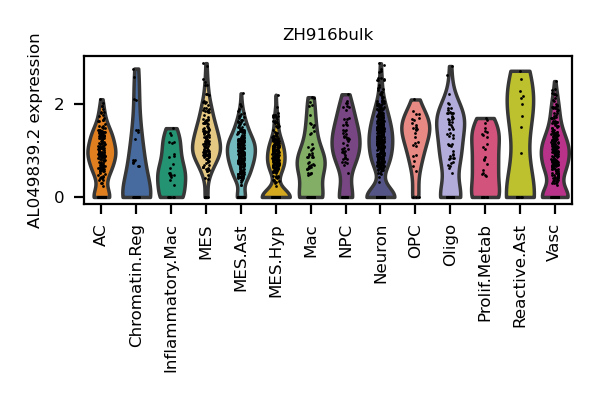 ZH916bulk
AL049839.2 expression
2
0
AC
Chromatin.Reg
Inflammatory.Mac
MES
MES.Ast
MES.Hyp
Mac
NPC
Neuron
OPC
Oligo
Prolif.Metab
Reactive.Ast
Vasc